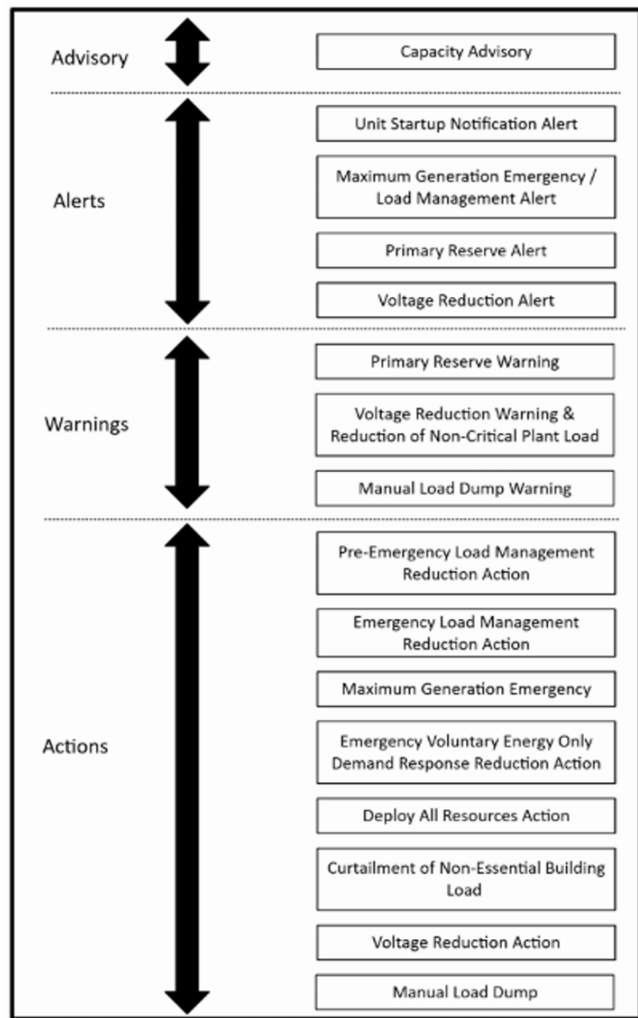 Advisory
Capacity Advisory
Alerts
Unit Startup Notification Alert
Maximum Generation Emergency /
Load Management Alert
Primary Reserve Alert
Voltage Reduction Alert
Warnings
Primary Reserve Warning
Voltage Reduction Warning &
Reduction of Non-Critical Plant Load
Manual Load Dump Warning
Actions
Pre-Emergency Load Management
Reduction Action
Emergency Load Management
Reduction Action
Maximum Generation Emergency
Emergency Voluntary Energy Only
Demand Response Reduction Action
Deploy All Resources Action
Curtailment of Non-Essential Building
Load
Voltage Reduction Action
Manual Load Dump